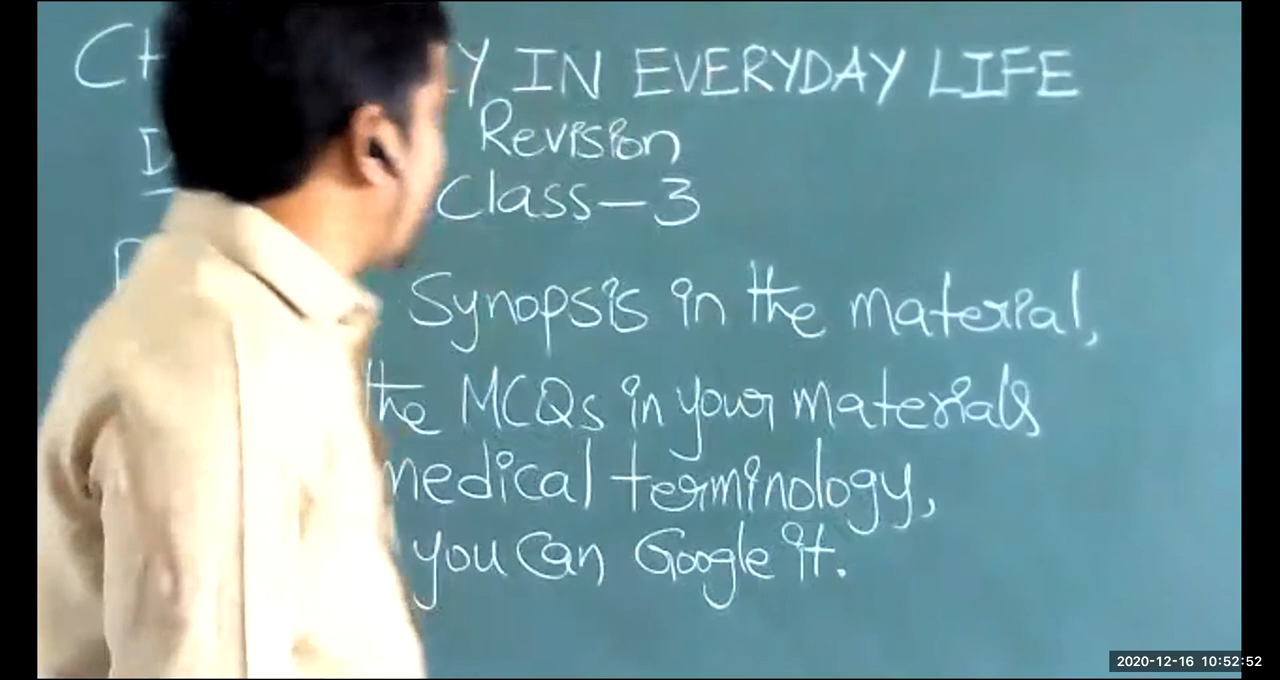 IN EVERYDAY LIFE
Revision
Class-3
Synopsis in the material,
the MCQs in your materials
medical terminology,
you can Google it.
2020-12-16 10:52:52